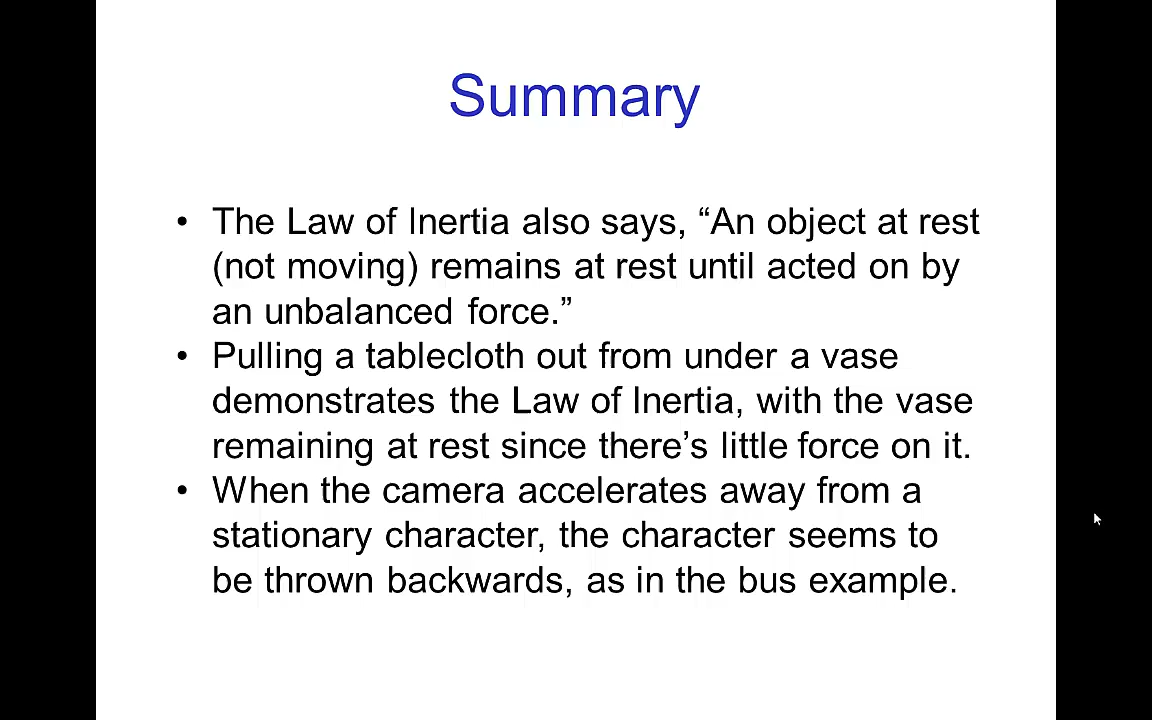 Summary
• The Law of Inertia also says, “An object at rest
(not moving) remains at rest until acted on by
an unbalanced force.”
• Pulling a tablecloth out from under a vase
demonstrates the Law of Inertia, with the vase
remaining at rest since there’s little force on it.
• When the camera accelerates away from a
stationary character, the character seems to
be thrown backwards, as in the bus example.